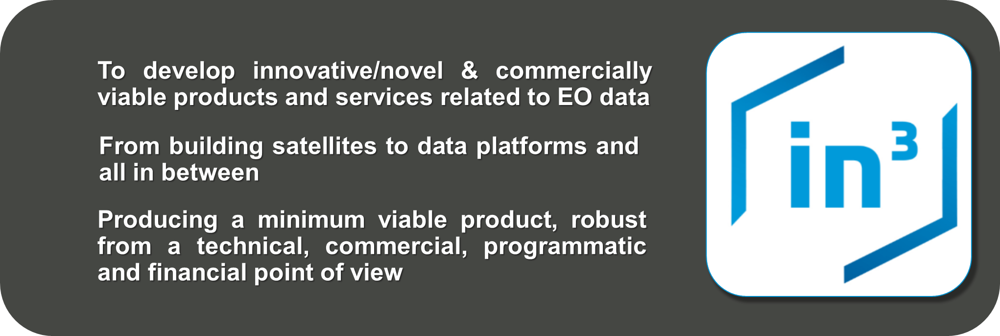 To develop innovative/novel & commercially
viable products and services related to EO data
From building satellites to data platforms and
all in between
Producing a minimum viable product, robust
from a technical, commercial, programmatic
and financial point of view
in³